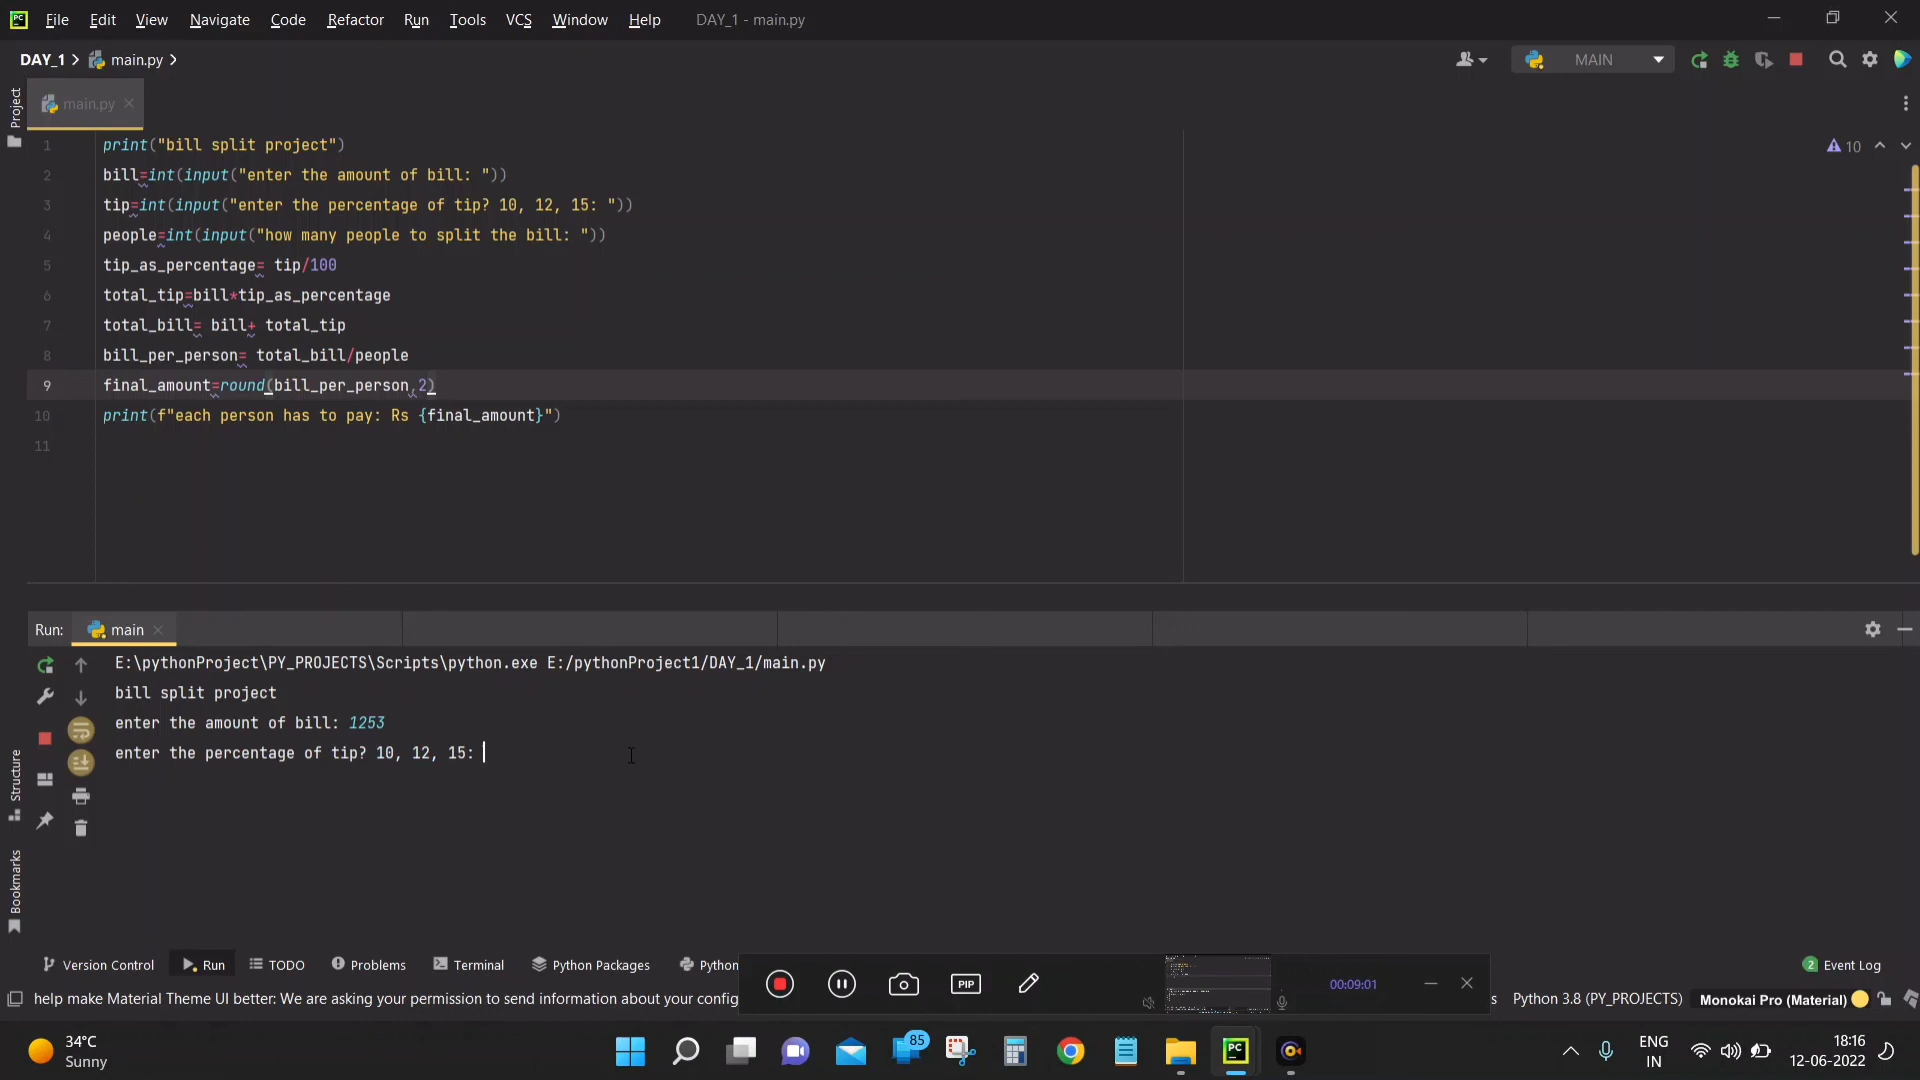 PC File Edit View Navigate Code Refactor Run Tools VCS Window Help DAY_1 - main.py
DAY_1 main.py MAIN
Project main.py
1 print("bill split project") 10
2 bill=int(input("enter the amount of bill: "))
3 tip=int(input("enter the percentage of tip? 10, 12, 15: "))
4 people=int(input("how many people to split the bill: "))
5 tip_as_percentage= tip/100
6 total_tip=bill*tip_as_percentage
7 total_bill= bill+ total_tip
8 bill_per_person= total_bill/people
9 final_amount=round(bill_per_person,2)
10 print(f"each person has to pay: Rs {final_amount}")
11
Run: main
E:\pythonProject\PY_PROJECTS\Scripts\python.exe E:/pythonProject1/DAY_1/main.py
bill split project
enter the amount of bill: 1253
enter the percentage of tip? 10, 12, 15:
Structure
Bookmarks
Version Control Run TODO Problems Terminal Python Packages Python 2 Event Log
PIP 00:09:01
help make Material Theme UI better: We are asking your permission to send information about your config s Python 3.8 (PY_PROJECTS) Monokai Pro (Material)
34°C
Sunny
85
PC
ENG
IN
18:16
12-06-2022